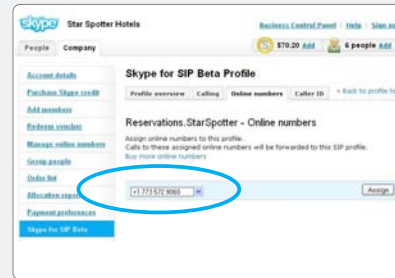 skype Star Spotter Hotels
Business Control Panel | Help | Sign ou
People Company
$70.20 Add 6 people Add
Account details
Purchase Skype credit
Add members
Redeem voucher
Manage online numbers
Group people
Order list
Allocation report
Payment preferences
Skype for SIP Beta
Skype for SIP Beta Profile
Profile overview Calling Online numbers Caller ID « Back to profile li
Reservations.StarSpotter - Online numbers
Assign online numbers to this profile.
Calls to these assigned online numbers will be forwarded to this SIP profile.
Buy more online numbers
+1 773 572 9060 Assign